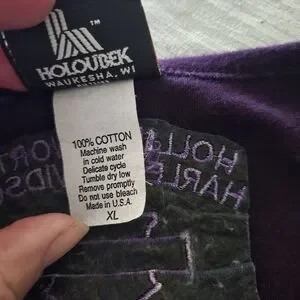 ™
HOLOUBEK
WAUKESHA, WI
100% COTTON
Machine wash
in cold water
Delicate cycle
Tumble dry low
Remove promptly
Do not use bleach
Made in U.S.A.
XL